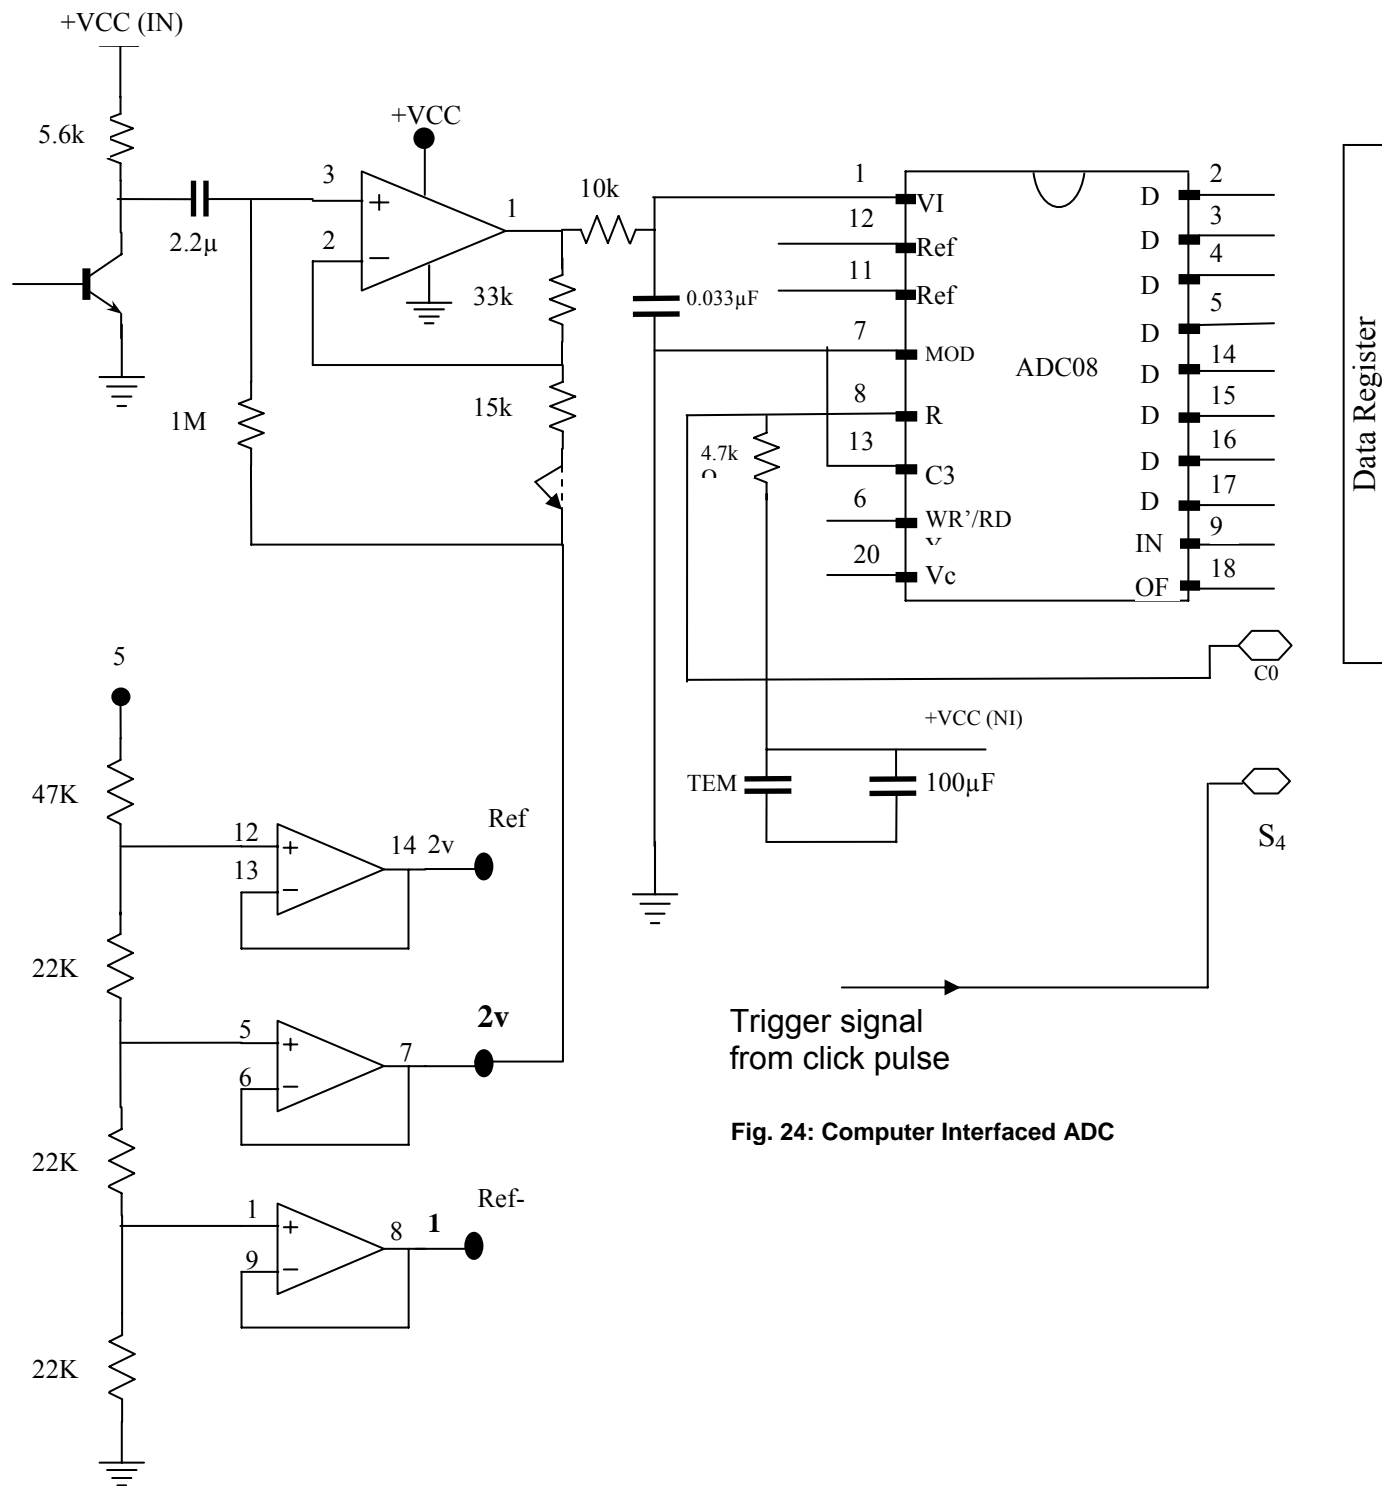 +VCC (IN)
5.6k
2.2µ
1M
+VCC
3
2
1
+
−
10k
33k
15k
0.033µF
1
12
11
7
8
13
6
20
VI
Ref
Ref
MOD
R
C3
WR'/RD
Vc
ADC08
D
D
D
D
D
D
D
D
IN
OF
2
3
4
5
14
15
16
17
9
18
Data Register
4.7k
C0
+VCC (NI)
TEM
100µF
S4
Trigger signal
from click pulse
5
47K
22K
22K
22K
12
13
+
−
14 2v
Ref
5
6
+
−
7
2v
1
9
+
−
8 1
Ref-
Fig. 24: Computer Interfaced ADC